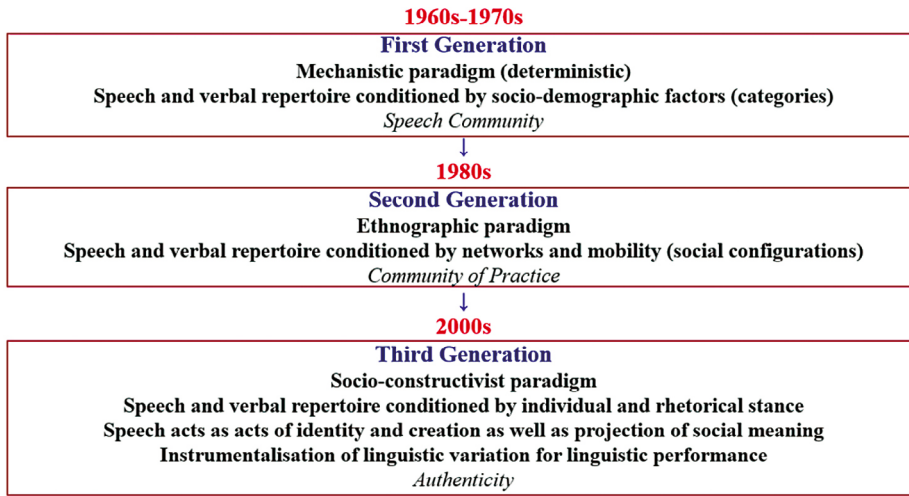 1960s-1970s
First Generation
Mechanistic paradigm (deterministic)
Speech and verbal repertoire conditioned by socio-demographic factors (categories)
Speech Community
↓
1980s
Second Generation
Ethnographic paradigm
Speech and verbal repertoire conditioned by networks and mobility (social configurations)
Community of Practice
↓
2000s
Third Generation
Socio-constructivist paradigm
Speech and verbal repertoire conditioned by individual and rhetorical stance
Speech acts as acts of identity and creation as well as projection of social meaning
Instrumentalisation of linguistic variation for linguistic performance
Authenticity